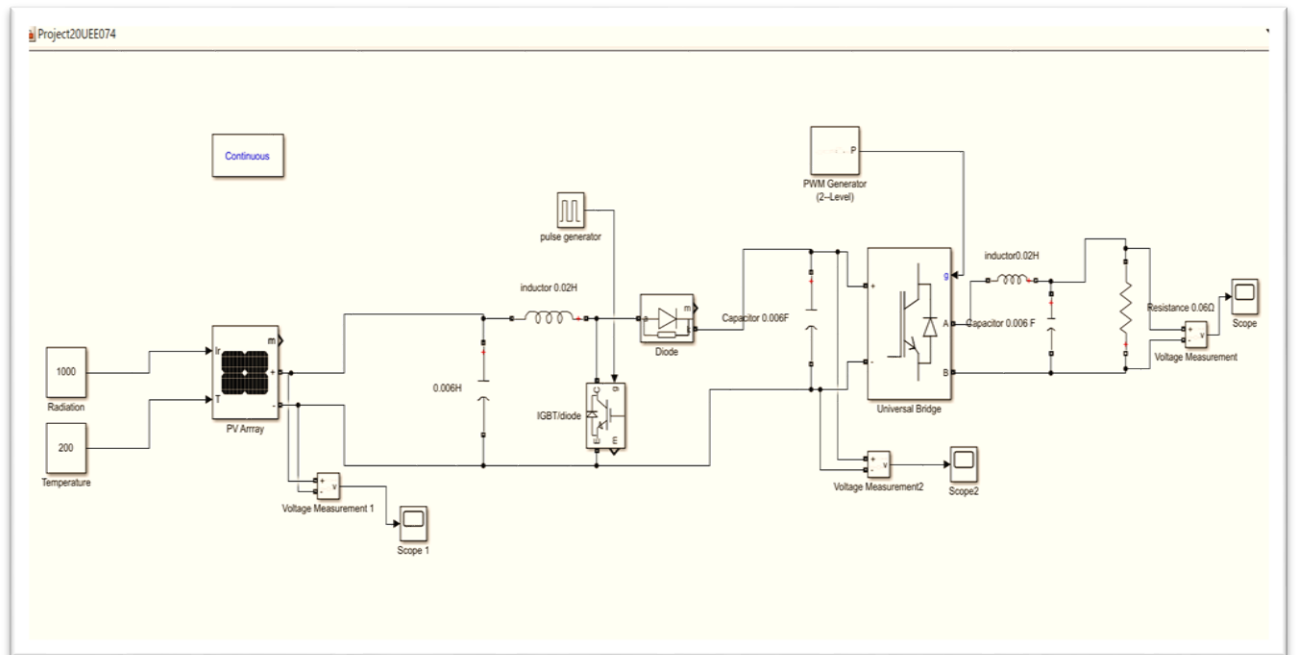 Project20UEE074
Continuous
P
PWM Generator
(2--Level)
pulse generator
inductor 0.02H
inductor0.02H
g
m
a
k
Diode
Capacitor 0.006F
+
-
A
B
Universal Bridge
Capacitor 0.006 F
Resistance 0.06Ω
+
-
v
Voltage Measurement
Scope
1000
Radiation
200
Temperature
Ir
T
m
+
-
PV Arrray
0.006H
IGBT/diode
g
C
E
E
+
-
v
Voltage Measurement 1
Scope 1
+
-
v
Voltage Measurement2
Scope2